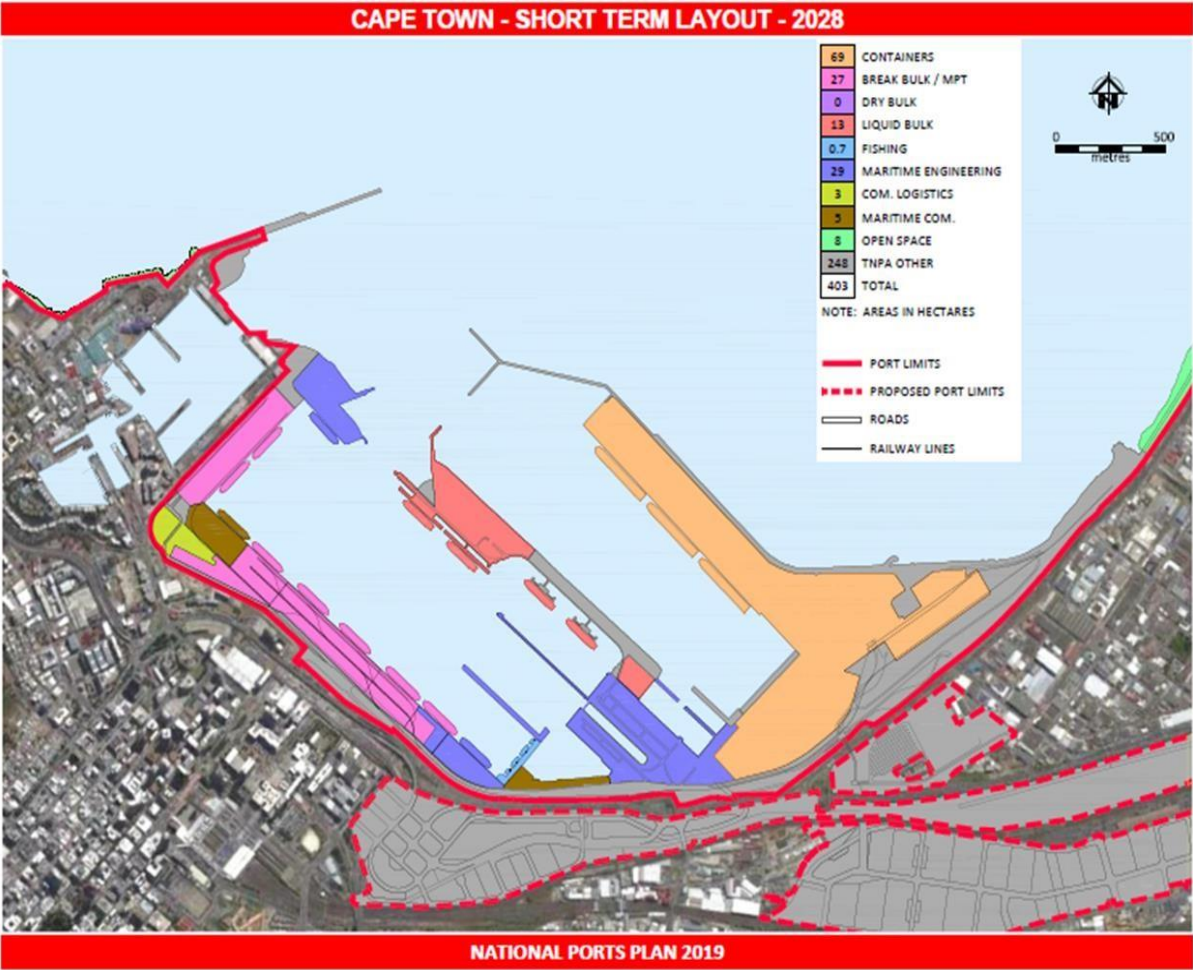 CAPE TOWN - SHORT TERM LAYOUT - 2028
69 CONTAINERS
27 BREAK BULK / MPT
0 DRY BULK
13 LIQUID BULK
0.7 FISHING
29 MARITIME ENGINEERING
3 COM. LOGISTICS
5 MARITIME COM.
8 OPEN SPACE
248 TNPA OTHER
403 TOTAL
NOTE: AREAS IN HECTARES
PORT LIMITS
PROPOSED PORT LIMITS
ROADS
RAILWAY LINES
N
0 500
metres
NATIONAL PORTS PLAN 2019